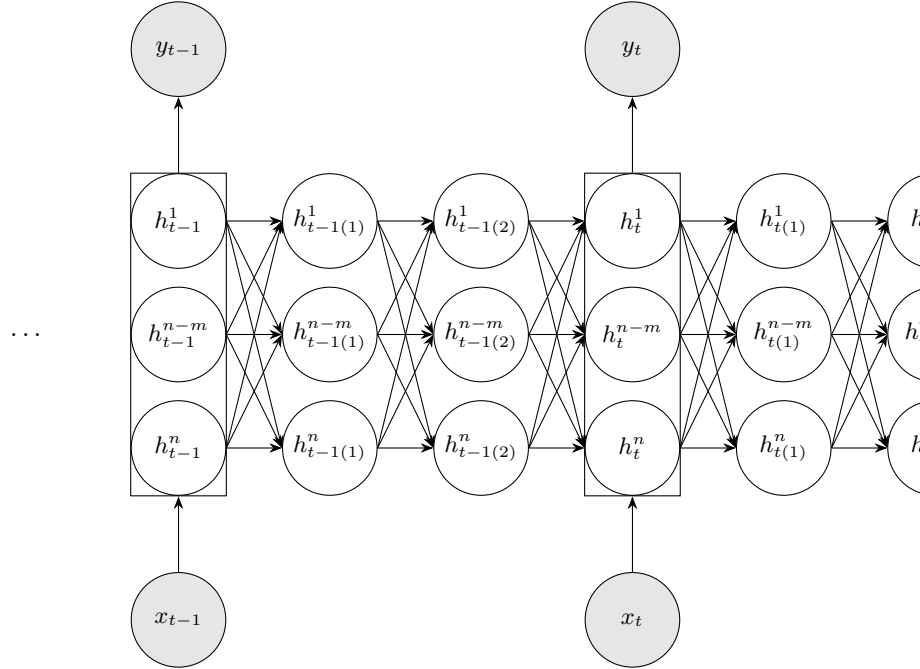 $y_{t-1}$ $y_t$
$h^1_{t-1}$ $h^1_{t-1(1)}$ $h^1_{t-1(2)}$ $h^1_t$ $h^1_{t(1)}$
… $h^{n-m}_{t-1}$ $h^{n-m}_{t-1(1)}$ $h^{n-m}_{t-1(2)}$ $h^{n-m}_t$ $h^{n-m}_{t(1)}$
$h^n_{t-1}$ $h^n_{t-1(1)}$ $h^n_{t-1(2)}$ $h^n_t$ $h^n_{t(1)}$
$x_{t-1}$ $x_t$